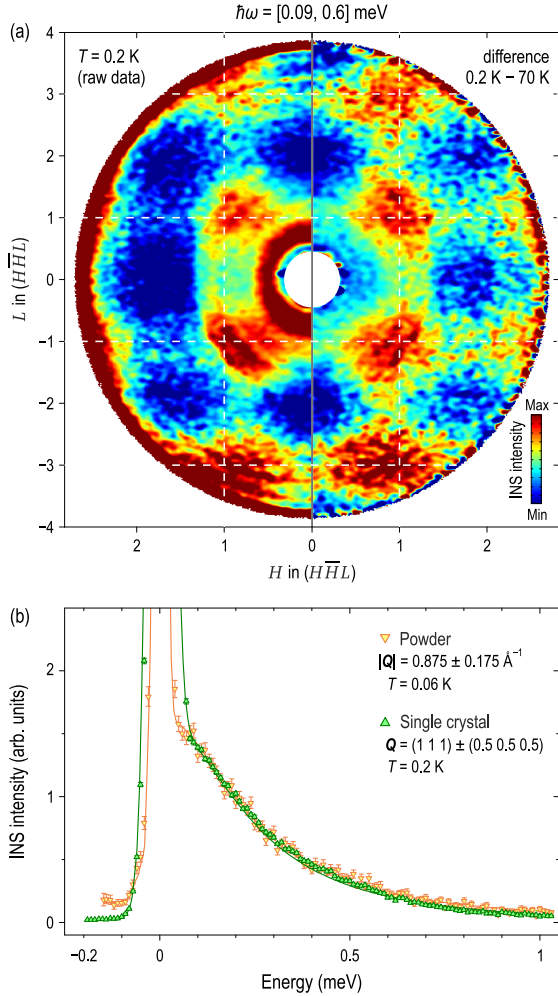 ħω = [0.09, 0.6] meV
(a)
T = 0.2 K
(raw data)
difference
0.2 K – 70 K
4
3
2
1
0
-1
-2
-3
-4
L in (HH̅L)
Max
INS intensity
Min
2 1 0 1 2
H in (HH̅L)
(b)
Powder
|Q| = 0.875 ± 0.175 Å⁻¹
T = 0.06 K
Single crystal
Q = (1 1 1) ± (0.5 0.5 0.5)
T = 0.2 K
2
1
0
INS intensity (arb. units)
-0.2 0 0.5 1
Energy (meV)